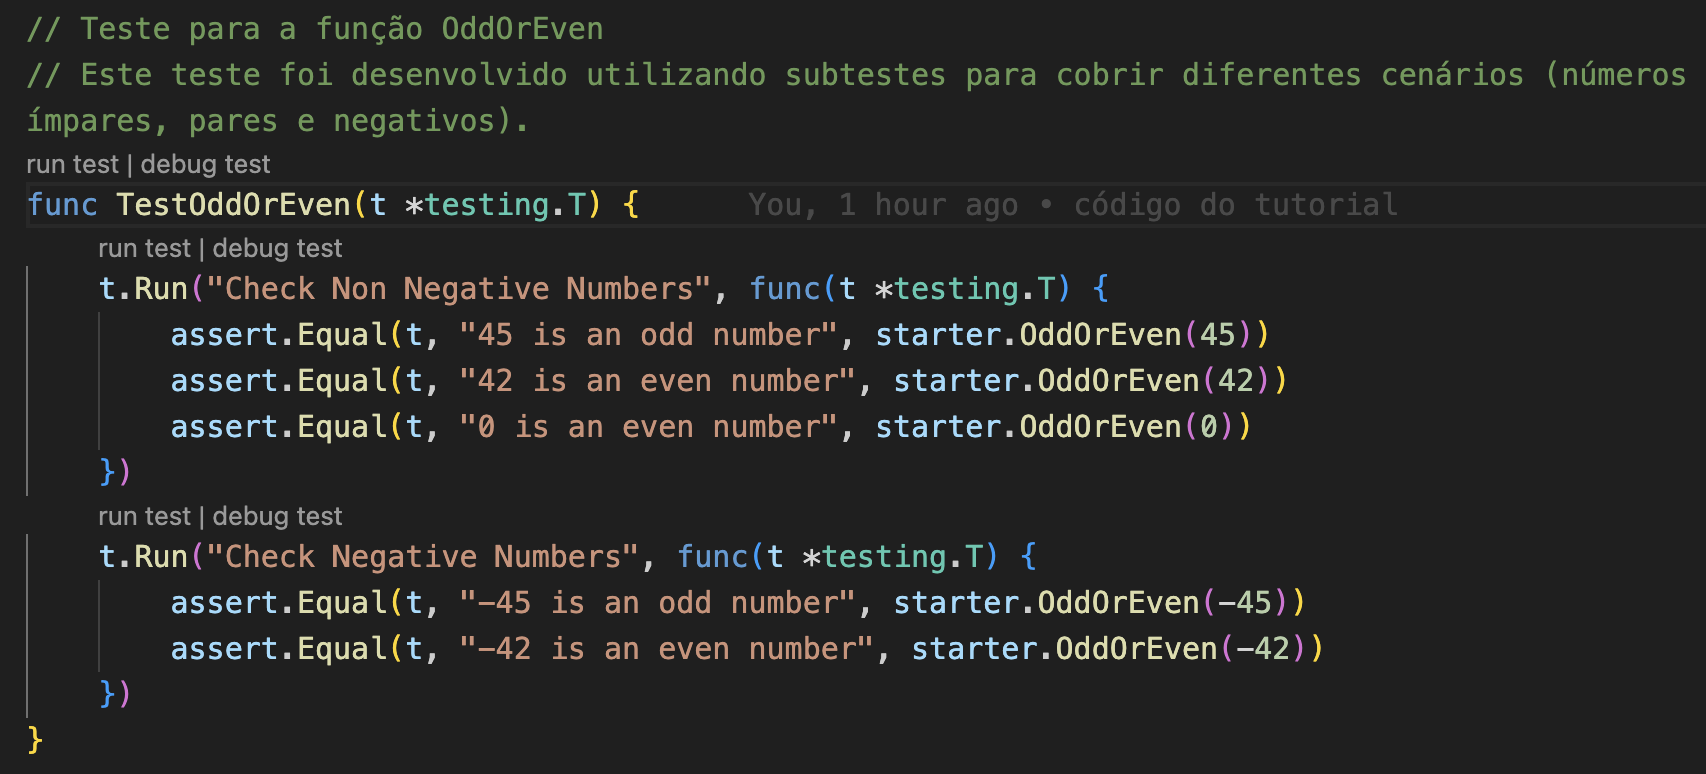 // Teste para a função OddOrEven
// Este teste foi desenvolvido utilizando subtestes para cobrir diferentes cenários (números
ímpares, pares e negativos).
run test | debug test
func TestOddOrEven(t *testing.T) {      You, 1 hour ago • código do tutorial
    run test | debug test
    t.Run("Check Non Negative Numbers", func(t *testing.T) {
        assert.Equal(t, "45 is an odd number", starter.OddOrEven(45))
        assert.Equal(t, "42 is an even number", starter.OddOrEven(42))
        assert.Equal(t, "0 is an even number", starter.OddOrEven(0))
    })
    run test | debug test
    t.Run("Check Negative Numbers", func(t *testing.T) {
        assert.Equal(t, "-45 is an odd number", starter.OddOrEven(-45))
        assert.Equal(t, "-42 is an even number", starter.OddOrEven(-42))
    })
}